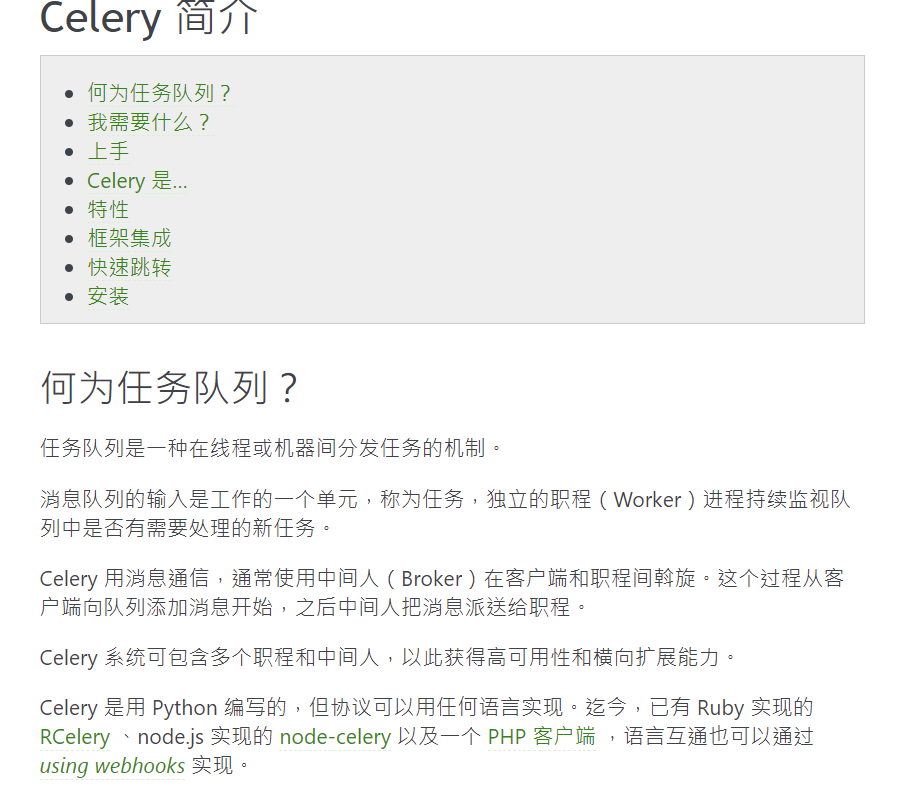 Celery 简介
何为任务队列？
我需要什么？
上手
Celery 是...
特性
框架集成
快速跳转
安装
何为任务队列？
任务队列是一种在线程或机器间分发任务的机制。
消息队列的输入是工作的一个单元，称为任务，独立的职程（Worker）进程持续监视队
列中是否有需要处理的新任务。
Celery 用消息通信，通常使用中间人（Broker）在客户端和职程间斡旋。这个过程从客
户端向队列添加消息开始，之后中间人把消息派送给职程。
Celery 系统可包含多个职程和中间人，以此获得高可用性和横向扩展能力。
Celery 是用 Python 编写的，但协议可以用任何语言实现。迄今，已有 Ruby 实现的
RCelery 、node.js 实现的 node-celery 以及一个 PHP 客户端 ，语言互通也可以通过
using webhooks 实现。